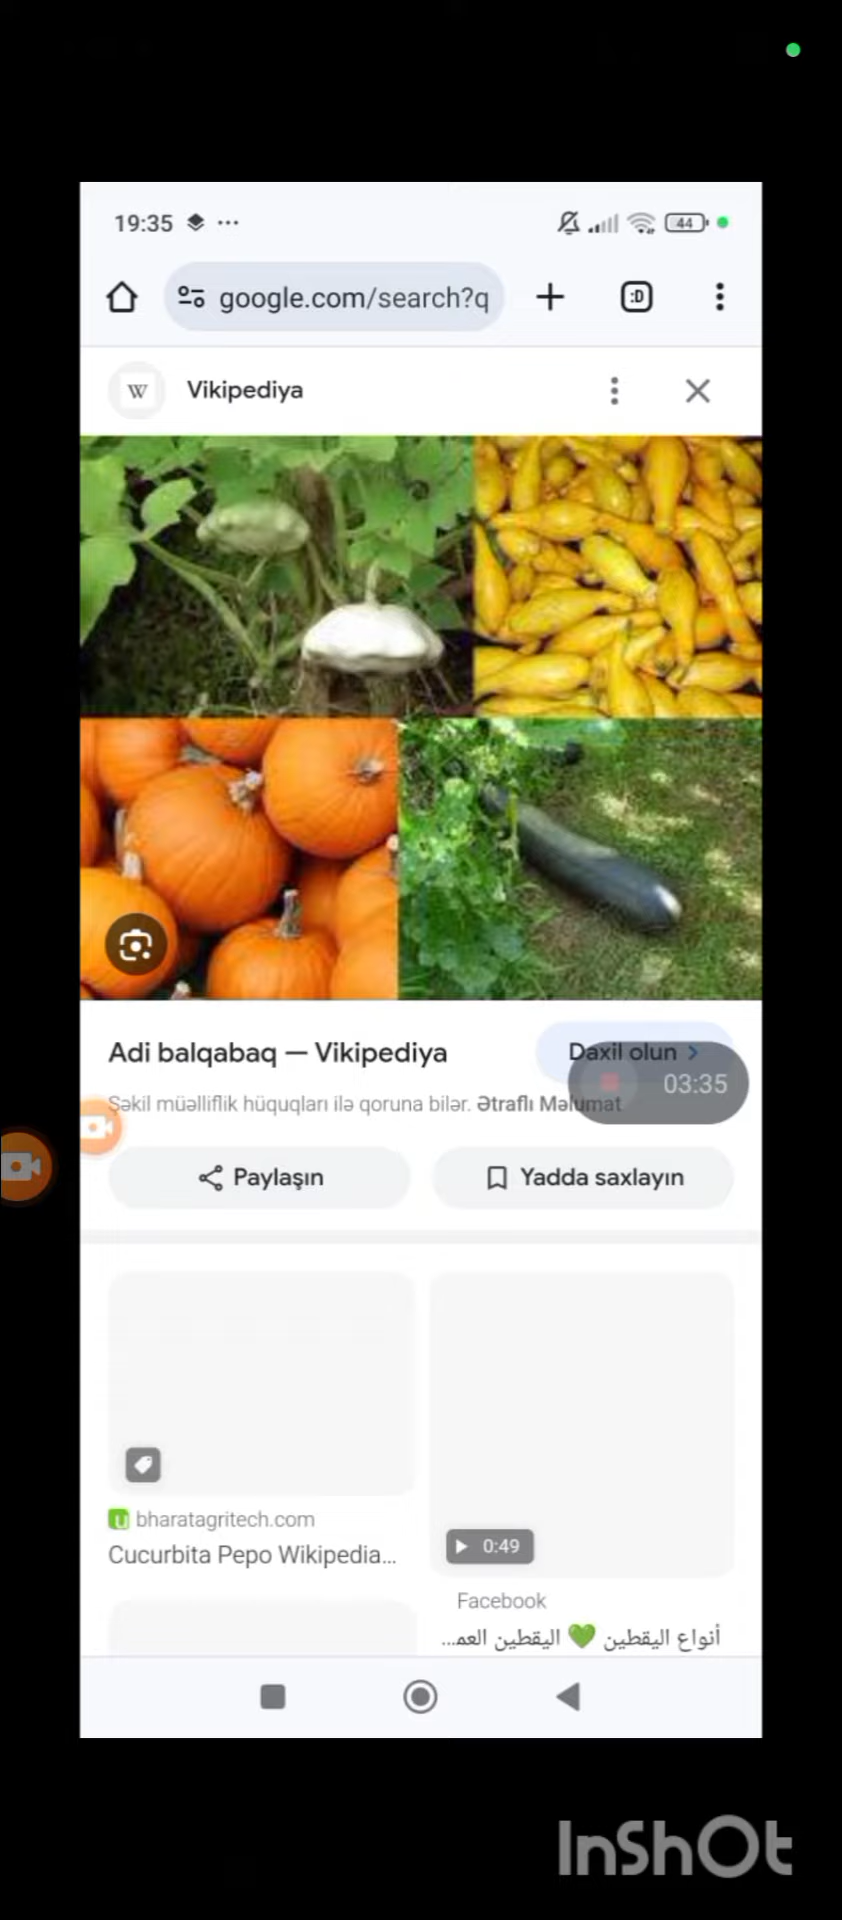 19:35
44
google.com/search?q
:D
W Vikipediya
Adi balqabaq — Vikipediya
Daxil olun
03:35
Şəkil müəlliflik hüquqları ilə qoruna bilər. Ətraflı Məlumat
Paylaşın
Yadda saxlayın
bharatagritech.com
Cucurbita Pepo Wikipedia...
0:49
Facebook
أنواع اليقطين 💚 اليقطين العم...
InShOt